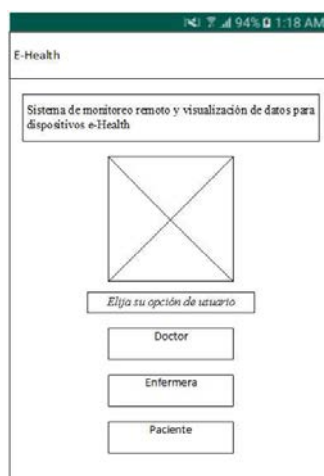 94% 1:18 AM
E-Health
Sistema de monitoreo remoto y visualización de datos para
dispositivos e-Health
Elija su opción de usuario
Doctor
Enfermera
Paciente